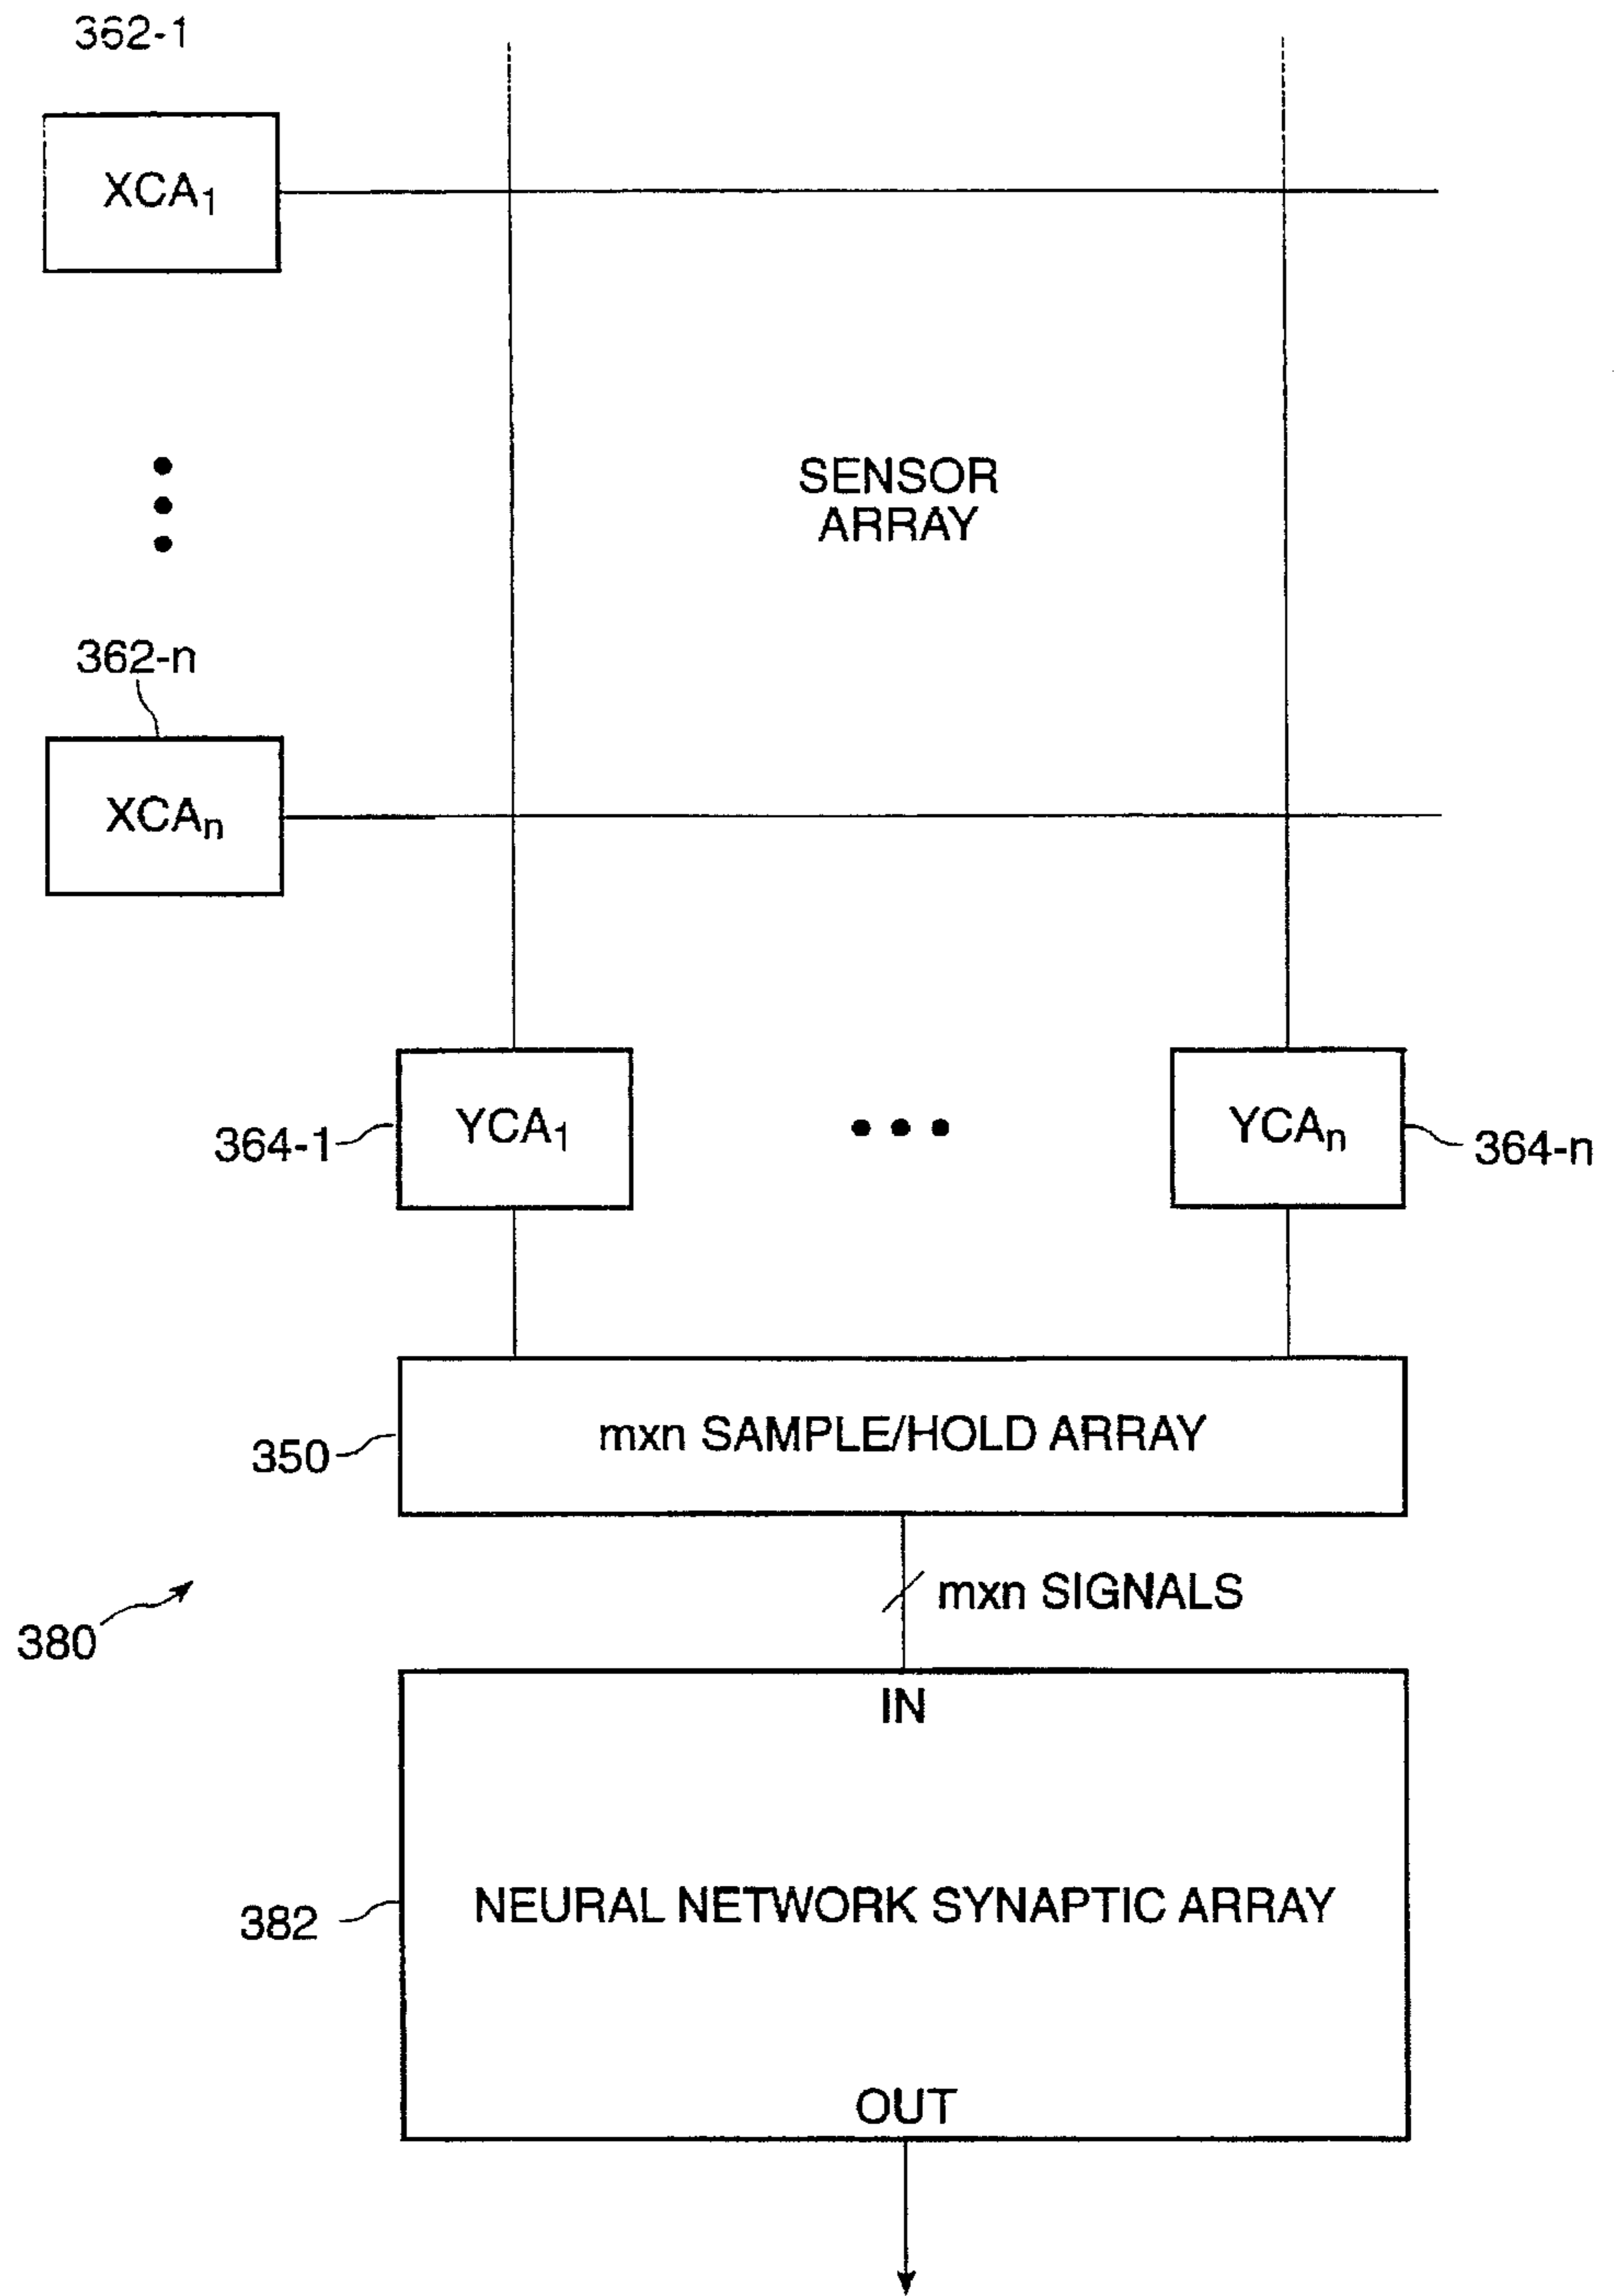 362-1
XCA₁
SENSOR
ARRAY
362-n
XCAₙ
364-1
YCA₁
YCAₙ
364-n
350
mxn SAMPLE/HOLD ARRAY
mxn SIGNALS
380
IN
382
NEURAL NETWORK SYNAPTIC ARRAY
OUT